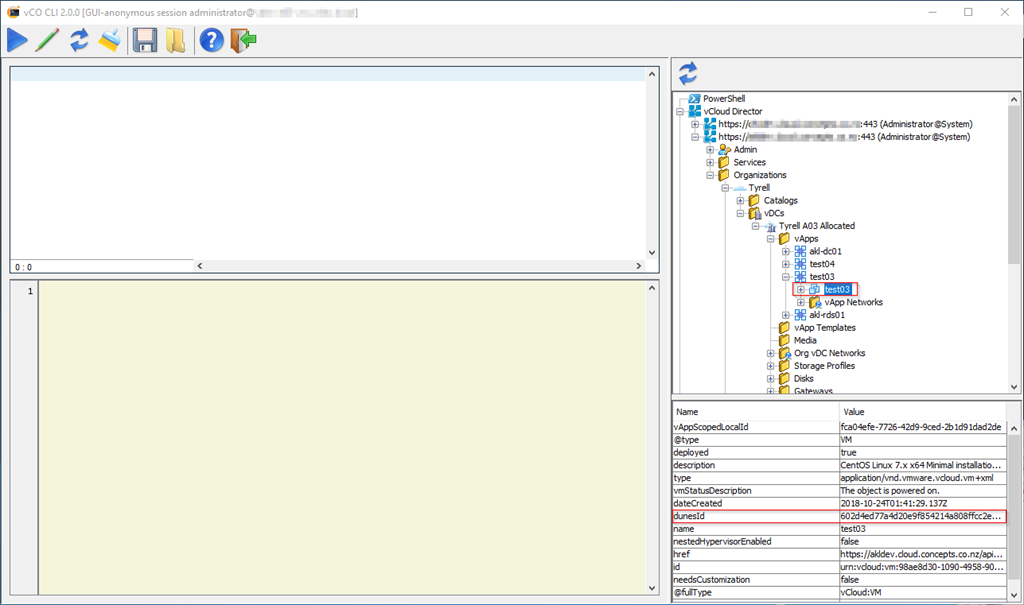 vCO CLI 2.0.0 [GUI-anonymous session administrator@ ]
0 : 0
1
PowerShell
vCloud Director
https:// :443 (Administrator@System)
https:// :443 (Administrator@System)
Admin
Services
Organizations
Tyrell
Catalogs
vDCs
Tyrell A03 Allocated
vApps
akl-dc01
test04
test03
test03
vApp Networks
akl-rds01
vApp Templates
Media
Org vDC Networks
Storage Profiles
Disks
Gateways
Name Value
vAppScopedLocalId fca04efe-7726-42d9-9ced-2b1d91dad2de
@type VM
deployed true
description CentOS Linux 7.x x64 Minimal installatio...
type application/vnd.vmware.vcloud.vm+xml
vmStatusDescription The object is powered on.
dateCreated 2018-10-24T01:41:29.137Z
dunesId 602d4ed77a4d20e9f854214a808ffcc2e...
name test03
nestedHypervisorEnabled false
href https://akldev.cloud.concepts.co.nz/api...
id urn:vcloud:vm:98ae8d30-1090-4958-90...
needsCustomization false
@fullType vCloud:VM